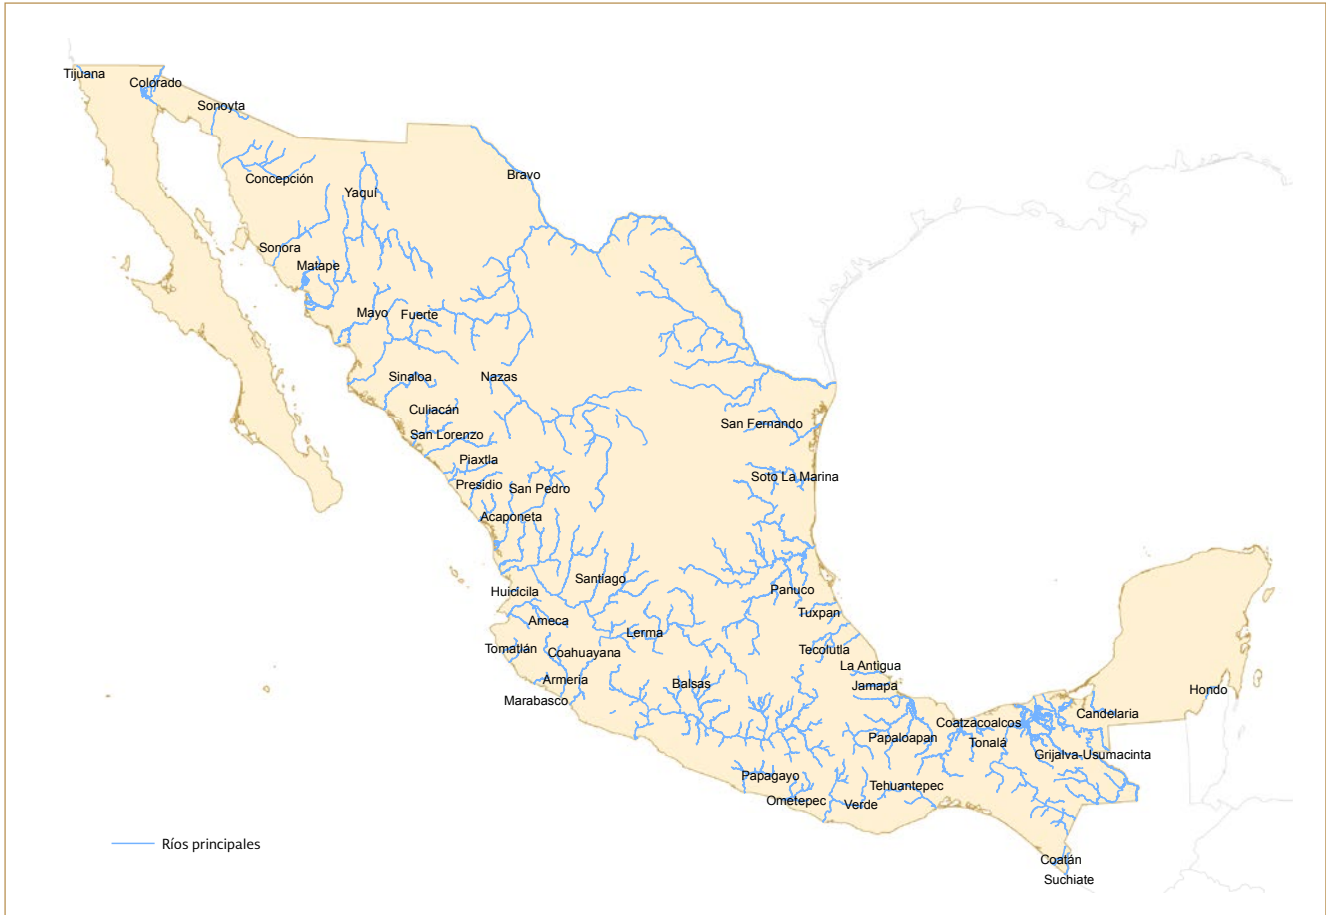 Tijuana
Colorado
Sonoyta
Bravo
Concepción
Yaqui
Sonora
Matape
Mayo
Fuerte
Sinaloa
Nazas
Culiacán
San Fernando
San Lorenzo
Piaxtla
Soto La Marina
Presidio
San Pedro
Acaponeta
Santiago
Huicicila
Panuco
Tuxpan
Ameca
Lerma
Tomatlán
Coahuayana
Tecolutla
La Antigua
Armería
Balsas
Jamapa
Hondo
Marabasco
Candelaria
Coatzacoalcos
Papaloapan
Tonalá
Grijalva-Usumacinta
Papagayo
Tehuantepec
Ometepec
Verde
Ríos principales
Coatán
Suchiate